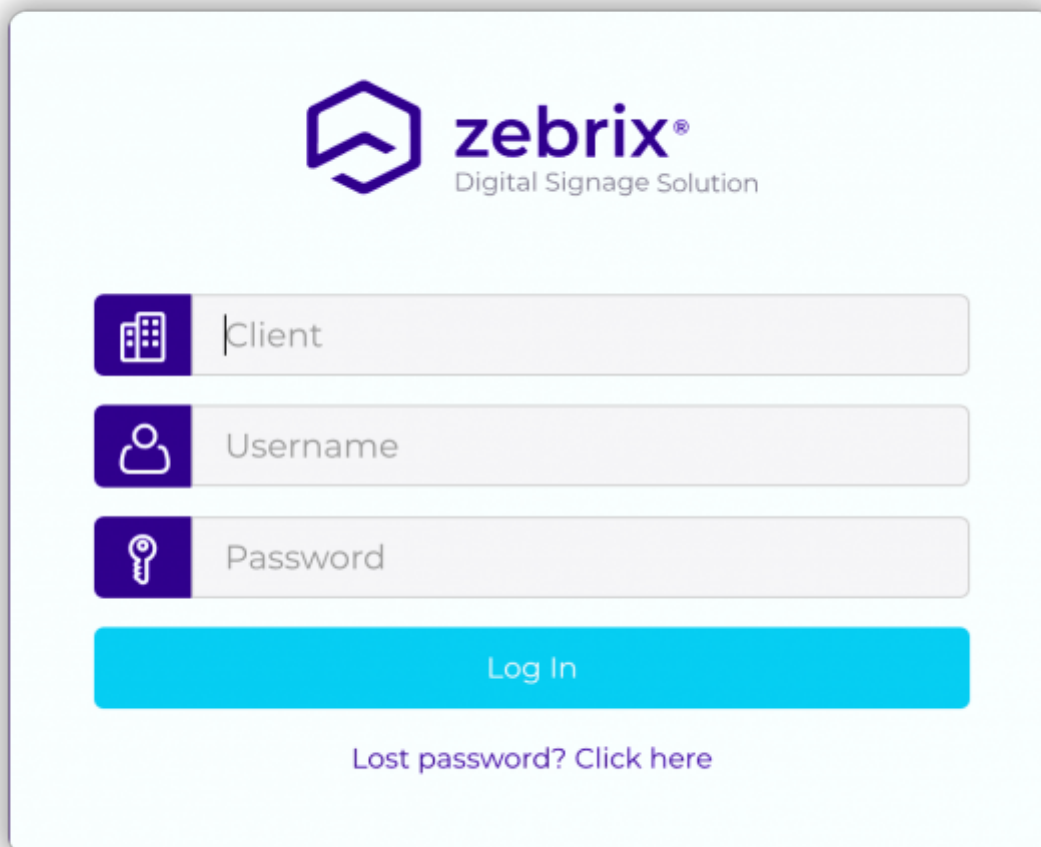 zebrix®
Digital Signage Solution
Client
Username
Password
Log In
Lost password? Click here